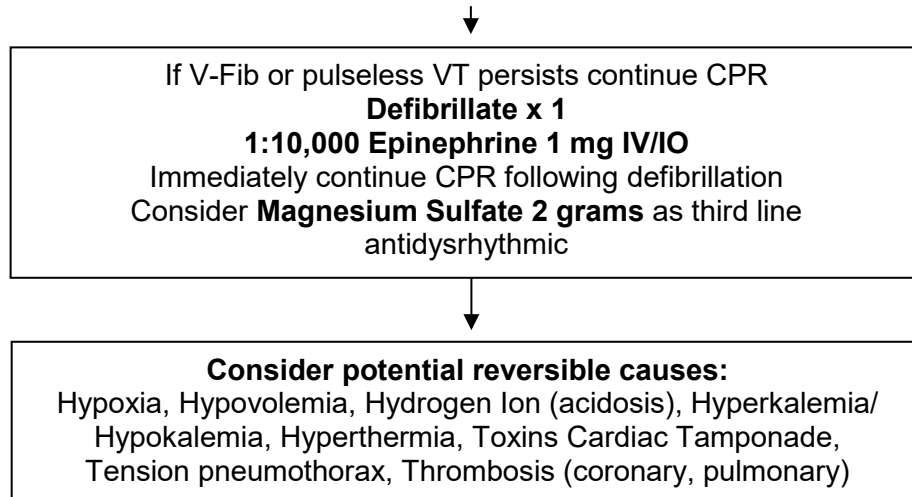 If V-Fib or pulseless VT persists continue CPR
Defibrillate x 1
1:10,000 Epinephrine 1 mg IV/IO
Immediately continue CPR following defibrillation
Consider Magnesium Sulfate 2 grams as third line
antidysrhythmic
Consider potential reversible causes:
Hypoxia, Hypovolemia, Hydrogen Ion (acidosis), Hyperkalemia/
Hypokalemia, Hyperthermia, Toxins Cardiac Tamponade,
Tension pneumothorax, Thrombosis (coronary, pulmonary)